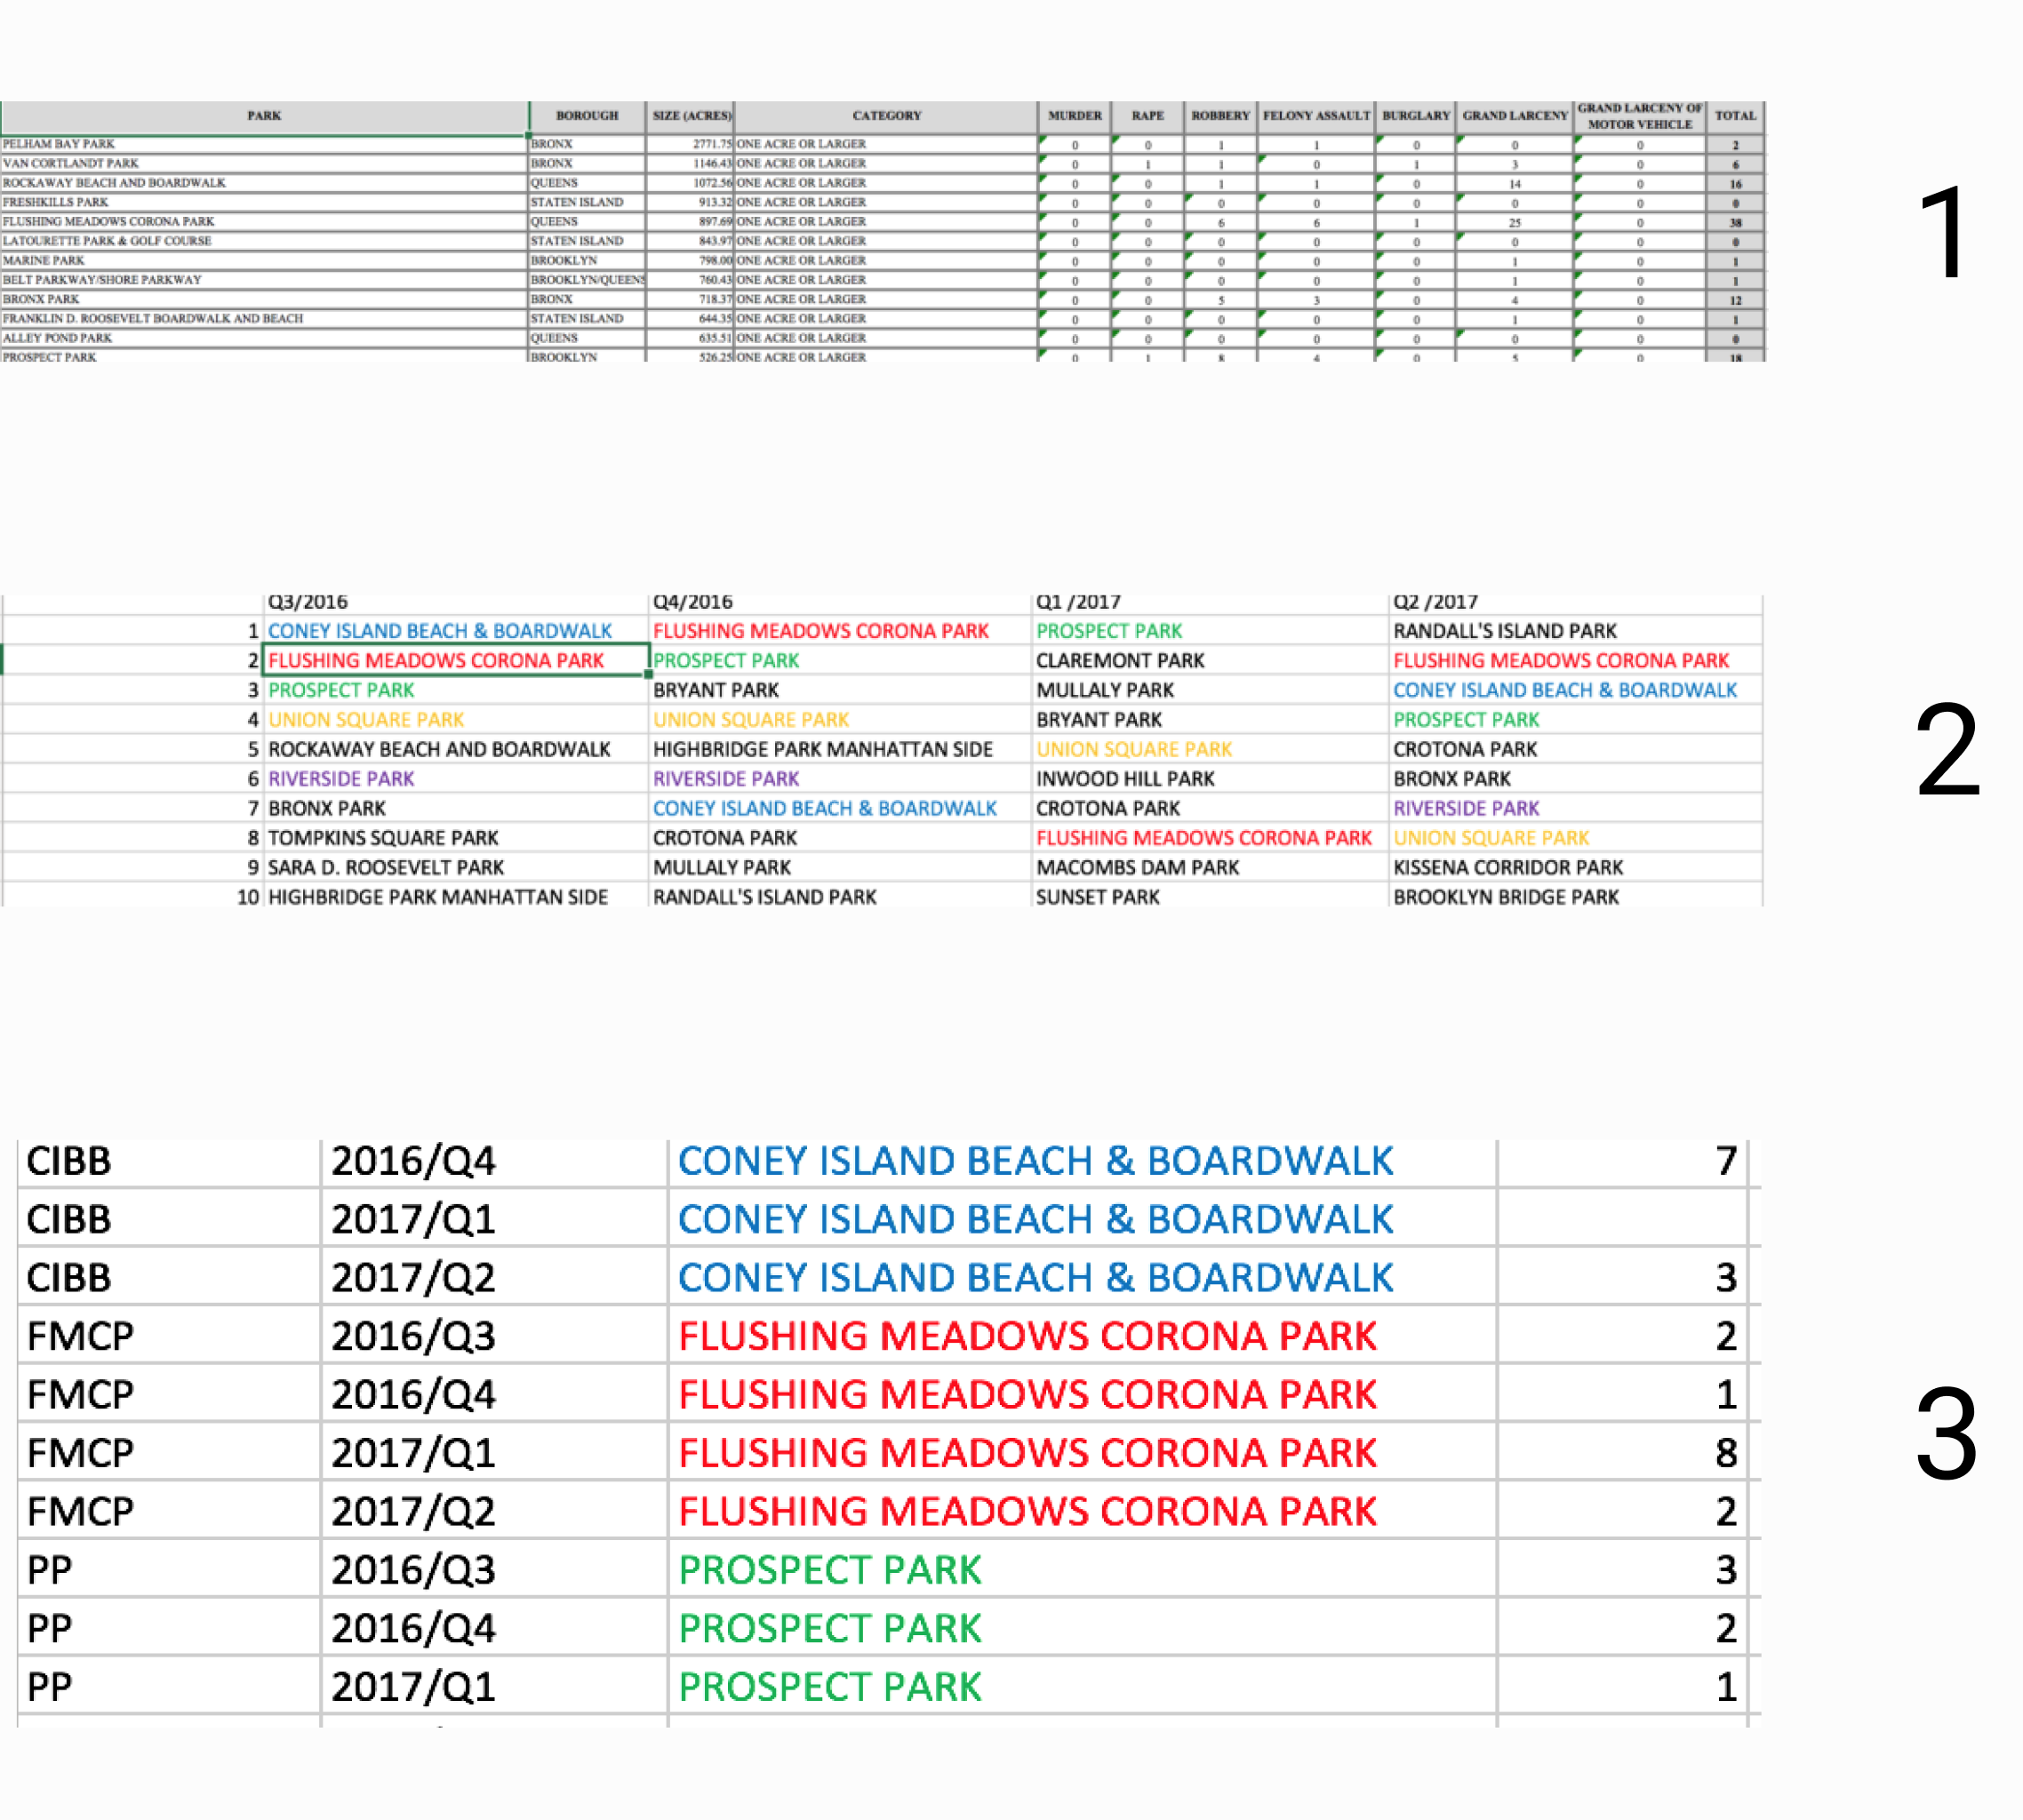 PARK BOROUGH SIZE (ACRES) CATEGORY MURDER RAPE ROBBERY FELONY ASSAULT BURGLARY GRAND LARCENY GRAND LARCENY OF MOTOR VEHICLE TOTAL
PELHAM BAY PARK BRONX 2771.75 ONE ACRE OR LARGER 0 0 1 1 0 0 0 2
VAN CORTLANDT PARK BRONX 1146.43 ONE ACRE OR LARGER 0 1 1 0 1 3 0 6
ROCKAWAY BEACH AND BOARDWALK QUEENS 1072.56 ONE ACRE OR LARGER 0 0 1 1 0 14 0 16
FRESHKILLS PARK STATEN ISLAND 913.32 ONE ACRE OR LARGER 0 0 0 0 0 0 0 0
FLUSHING MEADOWS CORONA PARK QUEENS 897.69 ONE ACRE OR LARGER 0 0 6 6 1 25 0 38
LATOURETTE PARK & GOLF COURSE STATEN ISLAND 843.97 ONE ACRE OR LARGER 0 0 0 0 0 0 0 0
MARINE PARK BROOKLYN 798.00 ONE ACRE OR LARGER 0 0 0 0 0 1 0 1
BELT PARKWAY/SHORE PARKWAY BROOKLYN/QUEENS 760.43 ONE ACRE OR LARGER 0 0 0 0 0 1 0 1
BRONX PARK BRONX 718.37 ONE ACRE OR LARGER 0 0 5 3 0 4 0 12
FRANKLIN D. ROOSEVELT BOARDWALK AND BEACH STATEN ISLAND 644.35 ONE ACRE OR LARGER 0 0 0 0 0 1 0 1
ALLEY POND PARK QUEENS 635.51 ONE ACRE OR LARGER 0 0 0 0 0 0 0 0
PROSPECT PARK BROOKLYN 526.25 ONE ACRE OR LARGER 0 1 8 4 0 5 0 18
1
Q3/2016 Q4/2016 Q1 /2017 Q2 /2017
1 CONEY ISLAND BEACH & BOARDWALK FLUSHING MEADOWS CORONA PARK PROSPECT PARK RANDALL'S ISLAND PARK
2 FLUSHING MEADOWS CORONA PARK PROSPECT PARK CLAREMONT PARK FLUSHING MEADOWS CORONA PARK
3 PROSPECT PARK BRYANT PARK MULLALY PARK CONEY ISLAND BEACH & BOARDWALK
4 UNION SQUARE PARK UNION SQUARE PARK BRYANT PARK PROSPECT PARK
5 ROCKAWAY BEACH AND BOARDWALK HIGHBRIDGE PARK MANHATTAN SIDE UNION SQUARE PARK CROTONA PARK
6 RIVERSIDE PARK RIVERSIDE PARK INWOOD HILL PARK BRONX PARK
7 BRONX PARK CONEY ISLAND BEACH & BOARDWALK CROTONA PARK RIVERSIDE PARK
8 TOMPKINS SQUARE PARK CROTONA PARK FLUSHING MEADOWS CORONA PARK UNION SQUARE PARK
9 SARA D. ROOSEVELT PARK MULLALY PARK MACOMBS DAM PARK KISSENA CORRIDOR PARK
10 HIGHBRIDGE PARK MANHATTAN SIDE RANDALL'S ISLAND PARK SUNSET PARK BROOKLYN BRIDGE PARK
2
CIBB 2016/Q4 CONEY ISLAND BEACH & BOARDWALK 7
CIBB 2017/Q1 CONEY ISLAND BEACH & BOARDWALK
CIBB 2017/Q2 CONEY ISLAND BEACH & BOARDWALK 3
FMCP 2016/Q3 FLUSHING MEADOWS CORONA PARK 2
FMCP 2016/Q4 FLUSHING MEADOWS CORONA PARK 1
FMCP 2017/Q1 FLUSHING MEADOWS CORONA PARK 8
FMCP 2017/Q2 FLUSHING MEADOWS CORONA PARK 2
PP 2016/Q3 PROSPECT PARK 3
PP 2016/Q4 PROSPECT PARK 2
PP 2017/Q1 PROSPECT PARK 1
3